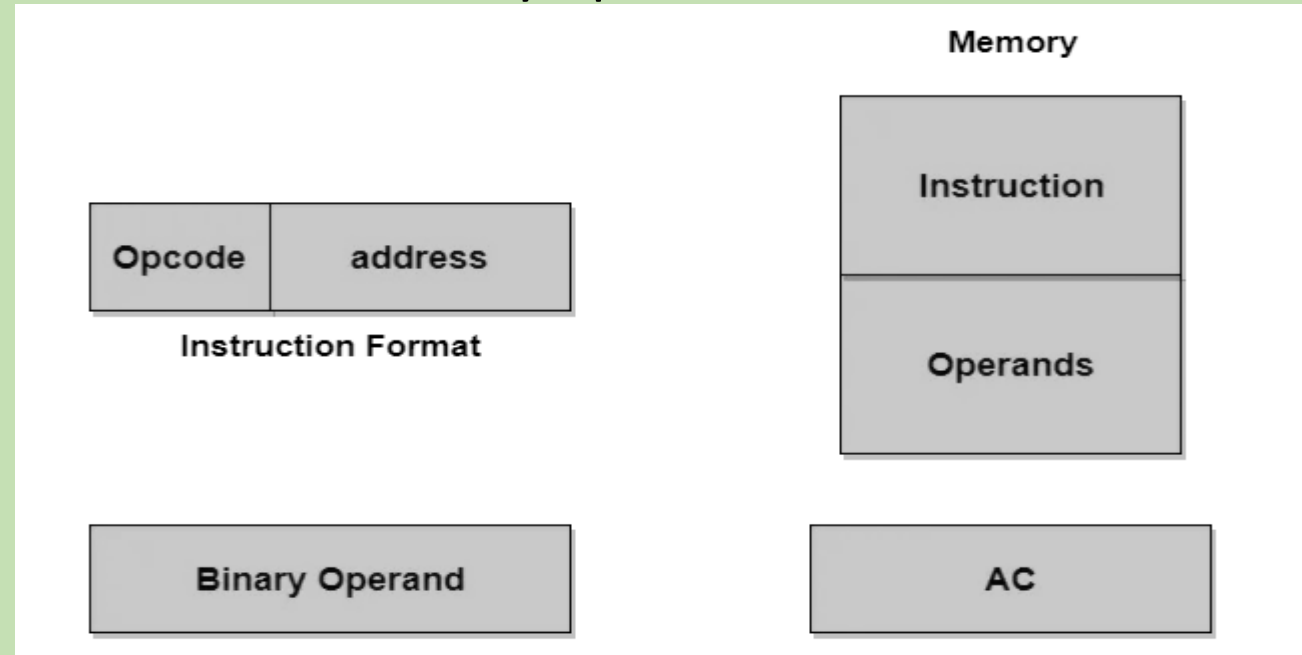 Memory
Instruction
Opcode address
Instruction Format
Operands
Binary Operand
AC